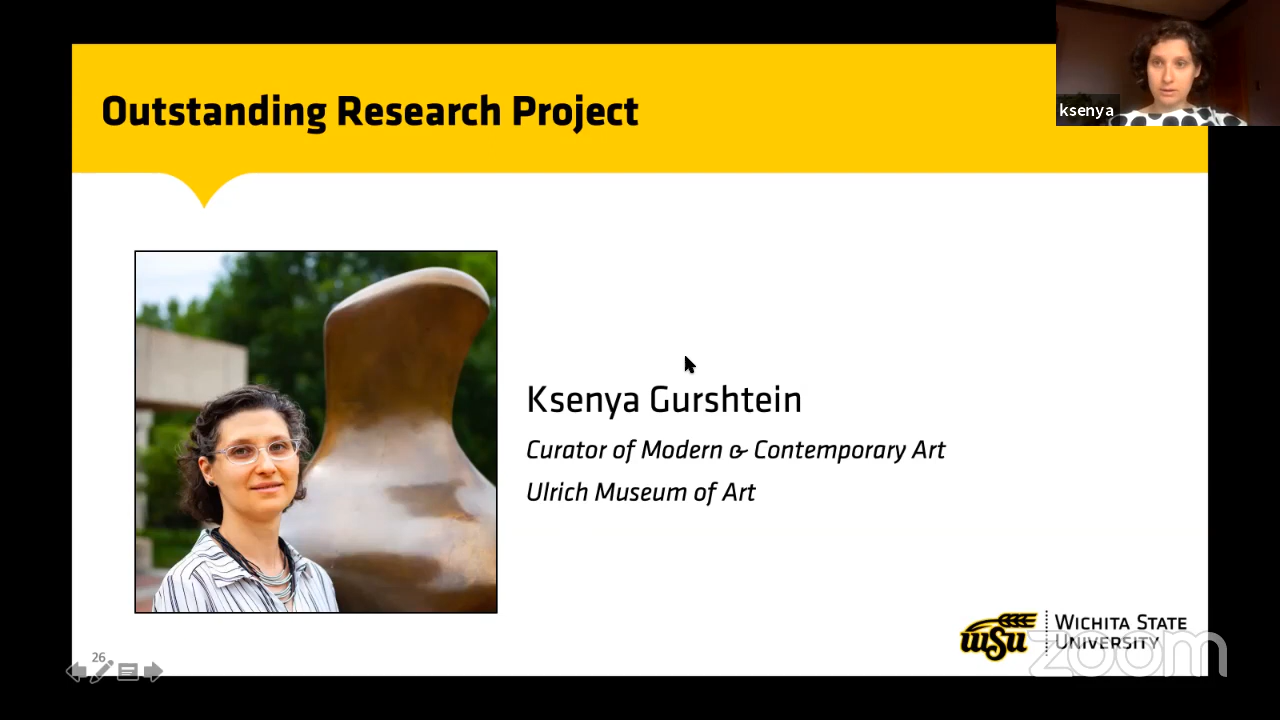 Outstanding Research Project
ksenya
Ksenya Gurshtein
Curator of Modern & Contemporary Art
Ulrich Museum of Art
26
WSU
WICHITA STATE
UNIVERSITY
zoom